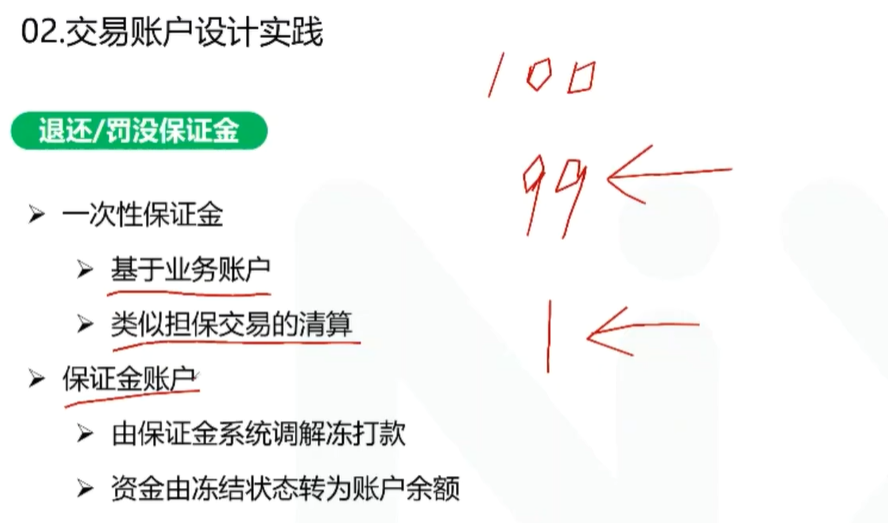 02.交易账户设计实践
100
退还/罚没保证金
99
一次性保证金
基于业务账户
类似担保交易的清算
1
保证金账户
由保证金系统调解冻打款
资金由冻结状态转为账户余额